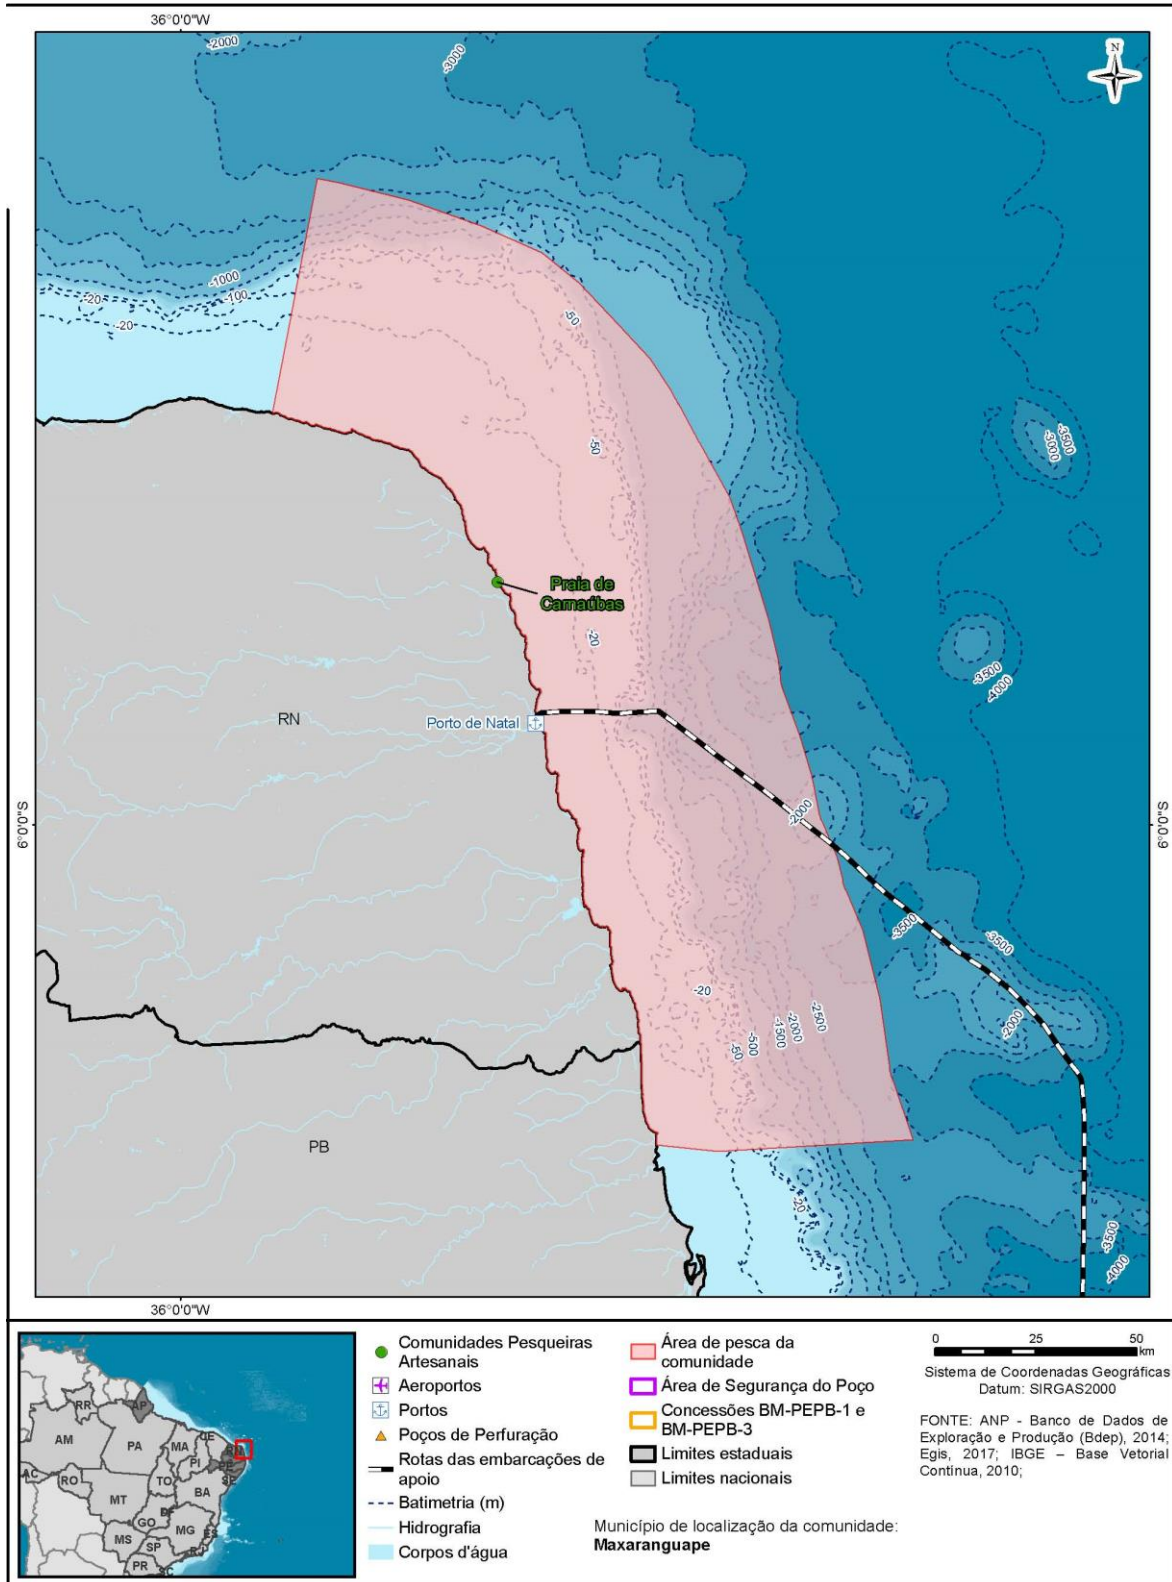 36°0'0"W
-2000
-3000
N
-1000
-100
-20
-20
-50
-50
-3500
-3000
Praia de
Carnaúbas
-20
-3500
-4000
RN
Porto de Natal
6°0'0"S
6°0'0"S
-2000
-3500
-3500
-2000
-20
-50
-500
-1500
-2000
-2500
PB
-20
-3500
-4000
36°0'0"W
RR
AP
AM
PA
MA
CE
RN
PI
PE
AC
RO
TO
SE
MT
BA
DF
GO
MG
MS
ES
SP
RJ
PR
SC
Comunidades Pesqueiras
Artesanais
Aeroportos
Portos
Poços de Perfuração
Rotas das embarcações de
apoio
Batimetria (m)
Hidrografia
Corpos d'água
Área de pesca da
comunidade
Área de Segurança do Poço
Concessões BM-PEPB-1 e
BM-PEPB-3
Limites estaduais
Limites nacionais
Município de localização da comunidade:
Maxaranguape
0 25 50
km
Sistema de Coordenadas Geográficas
Datum: SIRGAS2000
FONTE: ANP - Banco de Dados de
Exploração e Produção (Bdep), 2014;
Egis, 2017; IBGE – Base Vetorial
Contínua, 2010;